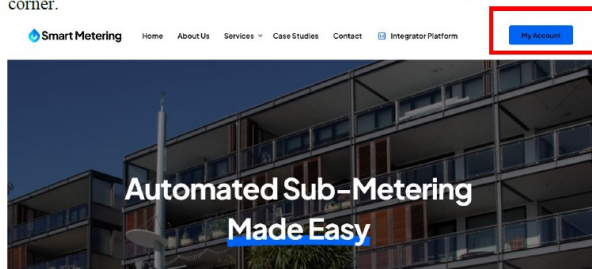 corner.
Smart Metering Home About Us Services Case Studies Contact Integrator Platform My Account
Automated Sub-Metering
Made Easy